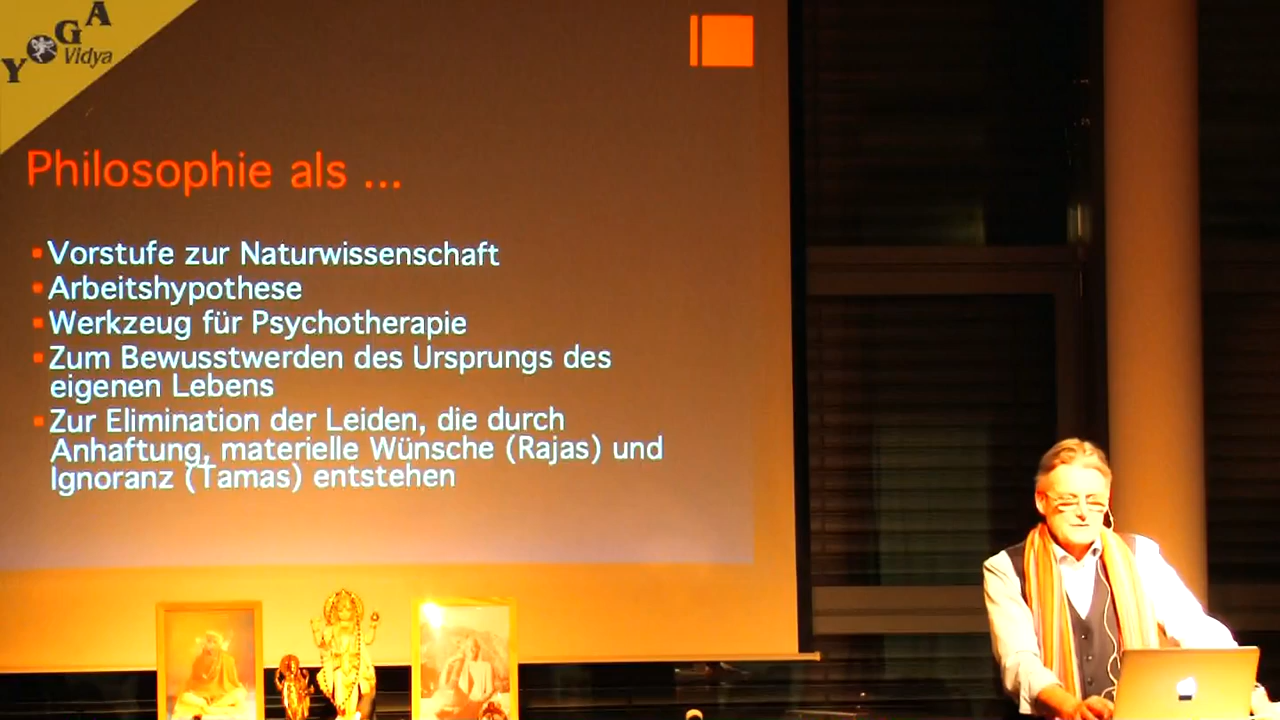 YOGA
Vidya
Philosophie als ...
▪Vorstufe zur Naturwissenschaft
▪Arbeitshypothese
▪Werkzeug für Psychotherapie
▪Zum Bewusstwerden des Ursprungs des
eigenen Lebens
▪Zur Elimination der Leiden, die durch
Anhaftung, materielle Wünsche (Rajas) und
Ignoranz (Tamas) entstehen